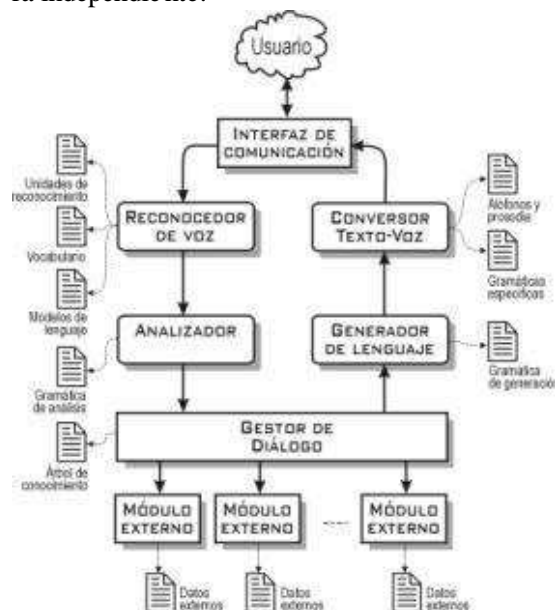 ra independiente.
Usuario
INTERFAZ DE
COMUNICACIÓN
Unidades de
reconocimiento
RECONOCEDOR
DE VOZ
CONVERSOR
TEXTO-VOZ
Alófonos y
prosodia
Vocabulario
Gramáticas
específicas
Modelos de
lenguaje
ANALIZADOR
GENERADOR
DE LENGUAJE
Gramática
de análisis
Gramática
de generación
GESTOR DE
DIÁLOGO
Árbol de
conocimiento
MÓDULO
EXTERNO
MÓDULO
EXTERNO
MÓDULO
EXTERNO
Datos
externos
Datos
externos
Datos
externos